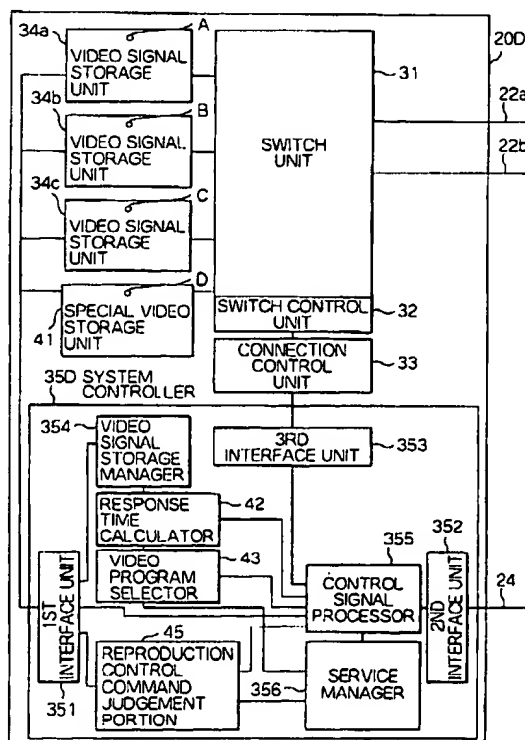 34a
A
VIDEO SIGNAL
STORAGE
UNIT
34b
B
VIDEO SIGNAL
STORAGE
UNIT
34c
C
VIDEO SIGNAL
STORAGE
UNIT
D
SPECIAL VIDEO
STORAGE
UNIT
41
31
SWITCH
UNIT
20D
22a
22b
SWITCH CONTROL
UNIT
32
CONNECTION
CONTROL
UNIT
33
35D SYSTEM
CONTROLLER
354
VIDEO
SIGNAL
STORAGE
MANAGER
3RD
INTERFACE UNIT
353
RESPONSE
TIME
CALCULATOR
42
VIDEO
PROGRAM
SELECTOR
43
355
352
CONTROL
SIGNAL
PROCESSOR
2ND
INTERFACE UNIT
24
1ST
INTERFACE UNIT
351
45
REPRODUCTION
CONTROL
COMMAND
JUDGEMENT
PORTION
356
SERVICE
MANAGER